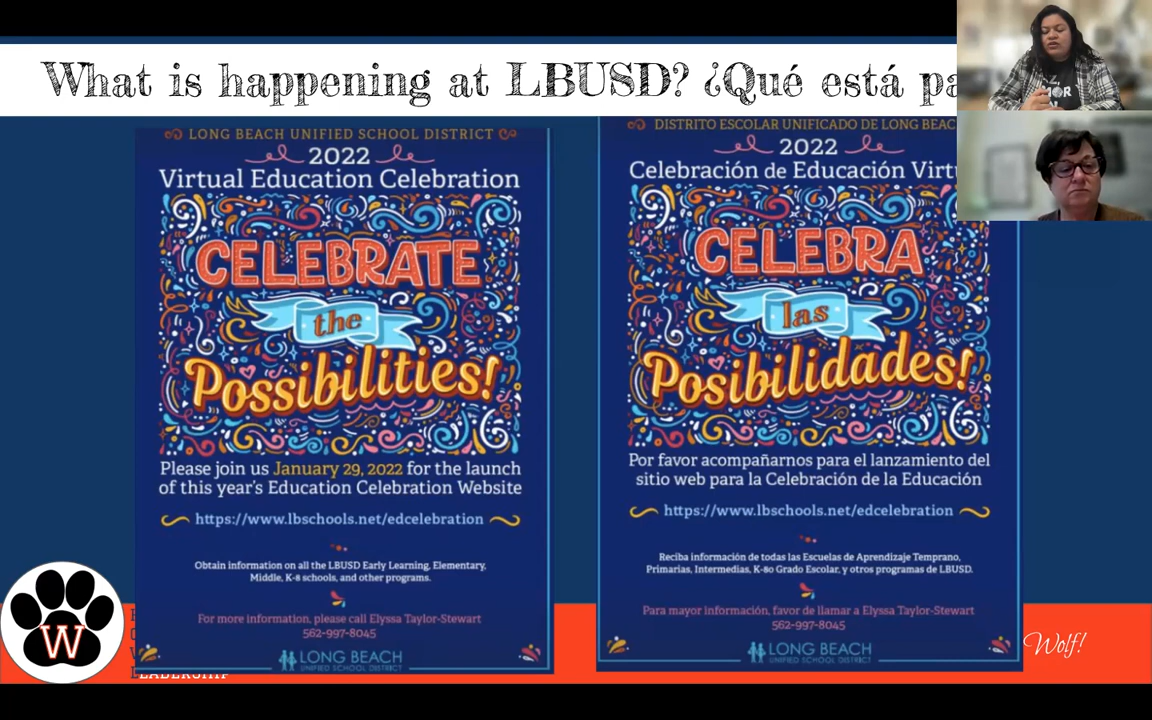 What is happening at LBUSD? ¿Qué está pa
LONG BEACH UNIFIED SCHOOL DISTRICT
2022
Virtual Education Celebration
CELEBRATE
the
Possibilities!
Please join us January 29, 2022 for the launch
of this year's Education Celebration Website
https://www.lbschools.net/edcelebration
Obtain information on all the LBUSD Early Learning, Elementary,
Middle, K-8 schools, and other programs.
For more information, please call Elyssa Taylor-Stewart
562-997-8045
LONG BEACH
UNIFIED SCHOOL DISTRICT
DISTRITO ESCOLAR UNIFICADO DE LONG BEAC
2022
Celebración de Educación Virtu
CELEBRA
las
Posibilidades!
Por favor acompañarnos para el lanzamiento del
sitio web para la Celebración de la Educación
https://www.lbschools.net/edcelebration
Reciba información de todas las Escuelas de Aprendizaje Temprano,
Primarias, Intermedias, K-8o Grado Escolar, y otros programas de LBUSD.
Para mayor información, favor de llamar a Elyssa Taylor-Stewart
562-997-8045
LONG BEACH
UNIFIED SCHOOL DISTRICT
W
Wolf!